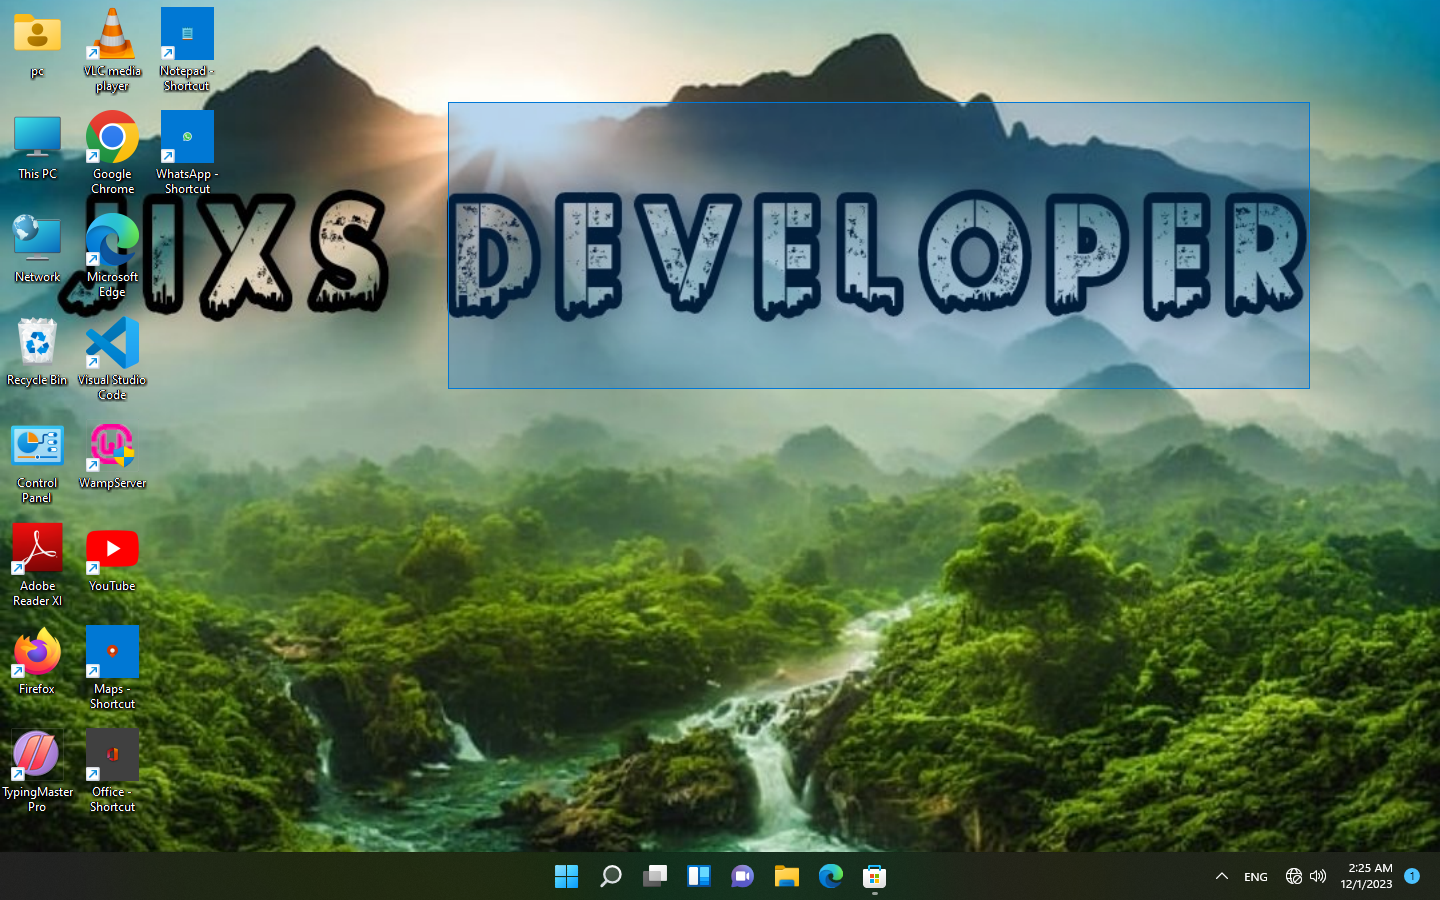 pc
VLC media
player
Notepad -
Shortcut
This PC
Google
Chrome
WhatsApp -
Shortcut
Network
Microsoft
Edge
JIXS DEVELOPER
Recycle Bin
Visual Studio
Code
Control
Panel
WampServer
Adobe
Reader XI
YouTube
Firefox
Maps -
Shortcut
TypingMaster
Pro
Office -
Shortcut
ENG
2:25 AM
12/1/2023
1